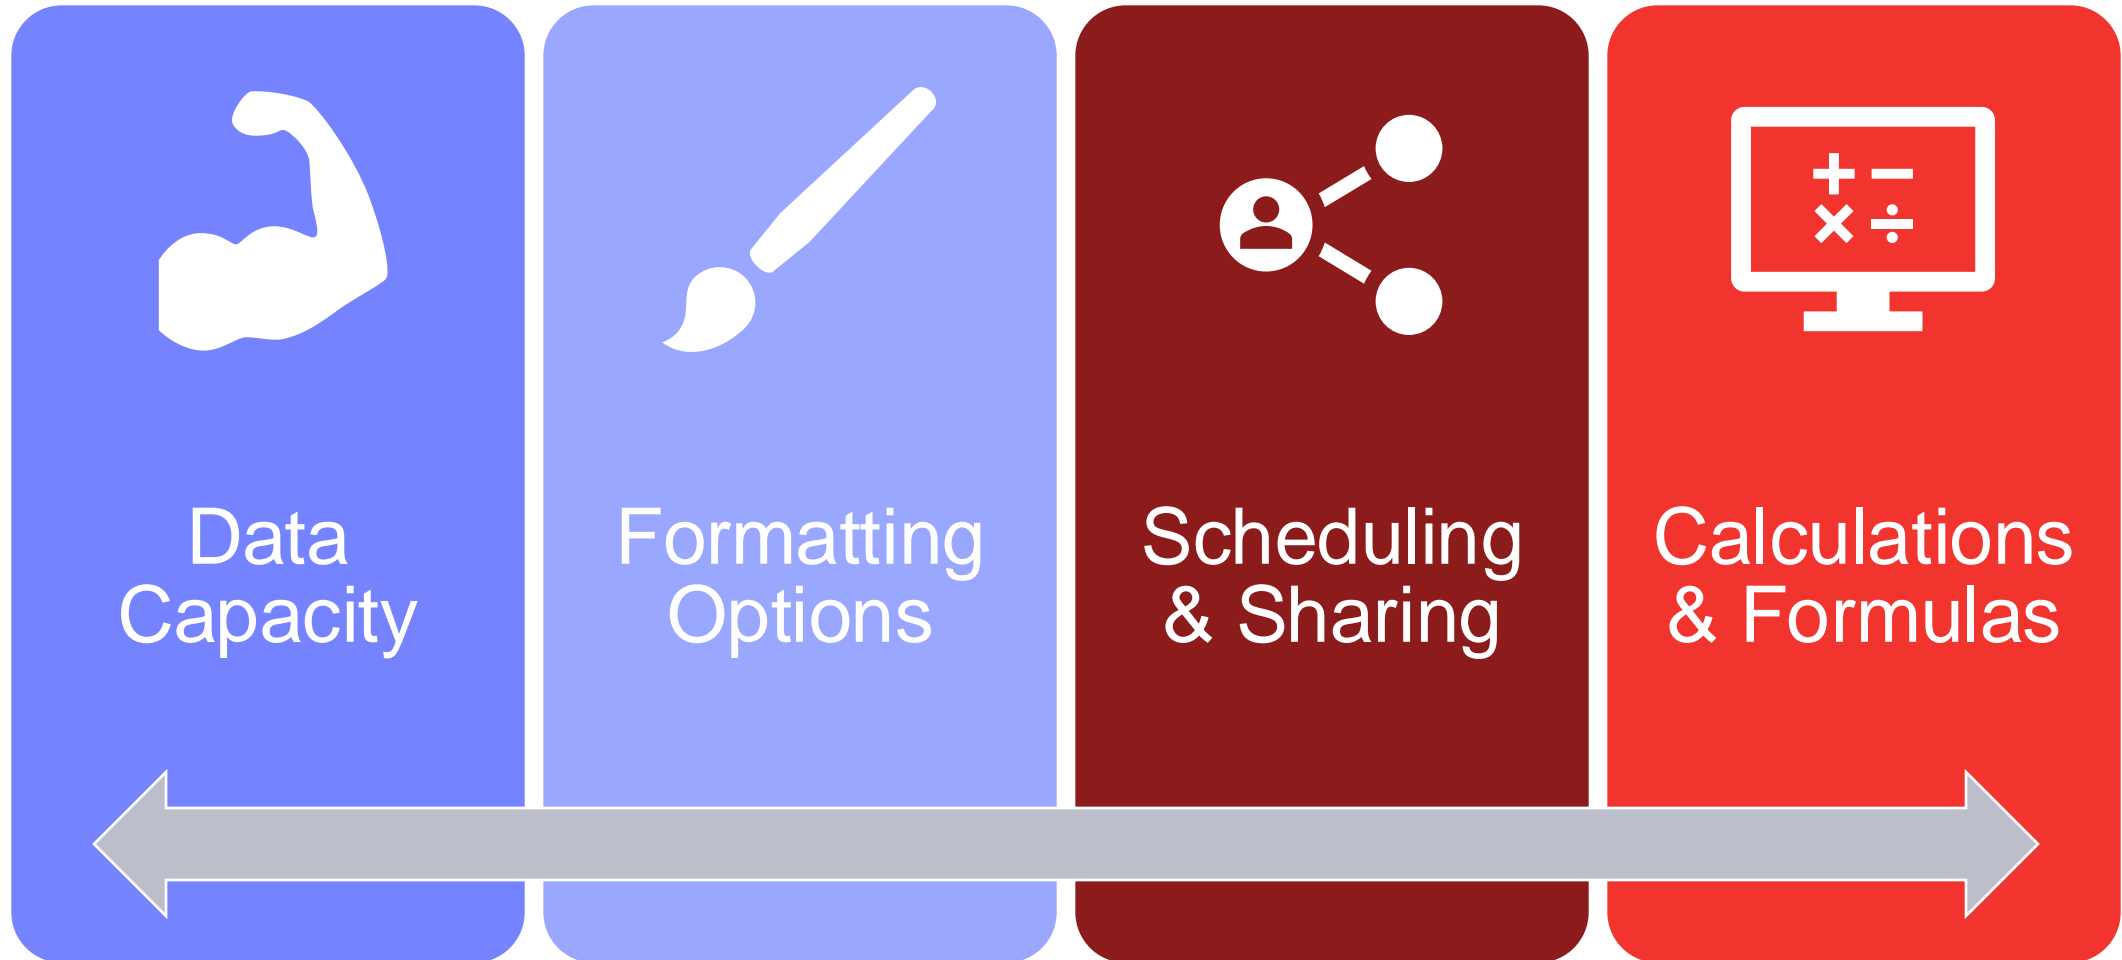 Data
Capacity
Formatting
Options
Scheduling
& Sharing
Calculations
& Formulas